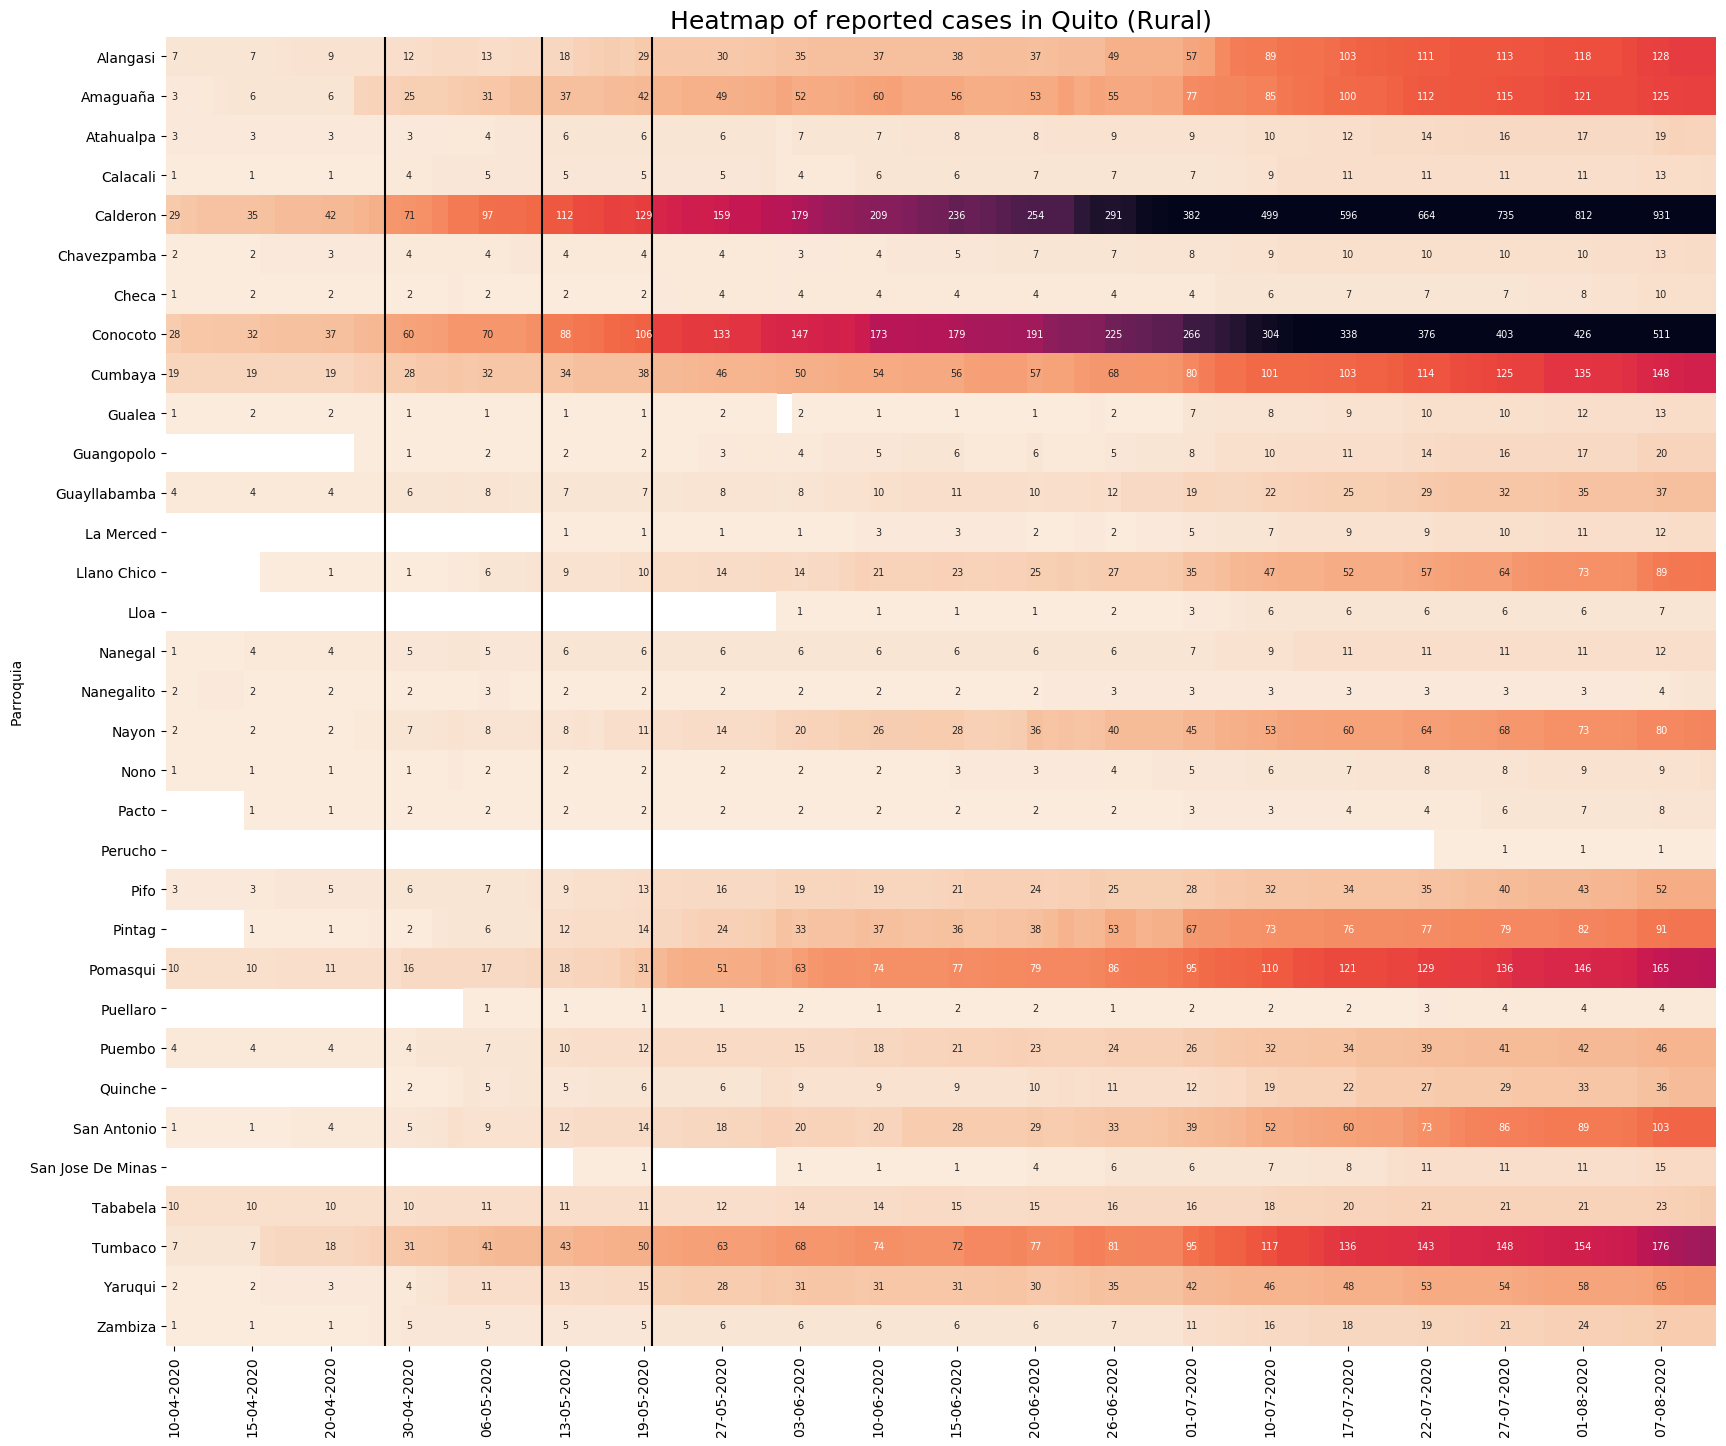 Heatmap of reported cases in Quito (Rural)
Parroquia
Alangasi 7 7 9 12 13 18 29 30 35 37 38 37 49 57 89 103 111 113 118 128
Amaguaña 3 6 6 25 31 37 42 49 52 60 56 53 55 77 85 100 112 115 121 125
Atahualpa 3 3 3 3 4 6 6 6 7 7 8 8 9 9 10 12 14 16 17 19
Calacali 1 1 1 4 5 5 5 5 4 6 6 7 7 7 9 11 11 11 11 13
Calderon 29 35 42 71 97 112 129 159 179 209 236 254 291 382 499 596 664 735 812 931
Chavezpamba 2 2 3 4 4 4 4 4 3 4 5 7 7 8 9 10 10 10 10 13
Checa 1 2 2 2 2 2 2 4 4 4 4 4 4 4 6 7 7 7 8 10
Conocoto 28 32 37 60 70 88 106 133 147 173 179 191 225 266 304 338 376 403 426 511
Cumbaya 19 19 19 28 32 34 38 46 50 54 56 57 68 80 101 103 114 125 135 148
Gualea 1 2 2 1 1 1 1 2 2 1 1 1 2 7 8 9 10 10 12 13
Guangopolo 1 2 2 2 3 4 5 6 6 5 8 10 11 14 16 17 20
Guayllabamba 4 4 4 6 8 7 7 8 8 10 11 10 12 19 22 25 29 32 35 37
La Merced 1 1 1 1 3 3 2 2 5 7 9 9 10 11 12
Llano Chico 1 1 6 9 10 14 14 21 23 25 27 35 47 52 57 64 73 89
Lloa 1 1 1 1 2 3 6 6 6 6 6 7
Nanegal 1 4 4 5 5 6 6 6 6 6 6 6 6 7 9 11 11 11 11 12
Nanegalito 2 2 2 2 3 2 2 2 2 2 2 2 3 3 3 3 3 3 3 4
Nayon 2 2 2 7 8 8 11 14 20 26 28 36 40 45 53 60 64 68 73 80
Nono 1 1 1 1 2 2 2 2 2 2 3 3 4 5 6 7 8 8 9 9
Pacto 1 1 2 2 2 2 2 2 2 2 2 2 3 3 4 4 6 7 8
Perucho 1 1 1
Pifo 3 3 5 6 7 9 13 16 19 19 21 24 25 28 32 34 35 40 43 52
Pintag 1 1 2 6 12 14 24 33 37 36 38 53 67 73 76 77 79 82 91
Pomasqui 10 10 11 16 17 18 31 51 63 74 77 79 86 95 110 121 129 136 146 165
Puellaro 1 1 1 1 2 1 2 2 1 2 2 2 3 4 4 4
Puembo 4 4 4 4 7 10 12 15 15 18 21 23 24 26 32 34 39 41 42 46
Quinche 2 5 5 6 6 9 9 9 10 11 12 19 22 27 29 33 36
San Antonio 1 1 4 5 9 12 14 18 20 20 28 29 33 39 52 60 73 86 89 103
San Jose De Minas 1 1 1 1 4 6 6 7 8 11 11 11 15
Tababela 10 10 10 10 11 11 11 12 14 14 15 15 16 16 18 20 21 21 21 23
Tumbaco 7 7 18 31 41 43 50 63 68 74 72 77 81 95 117 136 143 148 154 176
Yaruqui 2 2 3 4 11 13 15 28 31 31 31 30 35 42 46 48 53 54 58 65
Zambiza 1 1 1 5 5 5 5 6 6 6 6 6 7 11 16 18 19 21 24 27
10-04-2020 15-04-2020 20-04-2020 30-04-2020 06-05-2020 13-05-2020 19-05-2020 27-05-2020 03-06-2020 10-06-2020 15-06-2020 20-06-2020 26-06-2020 01-07-2020 10-07-2020 17-07-2020 22-07-2020 27-07-2020 01-08-2020 07-08-2020